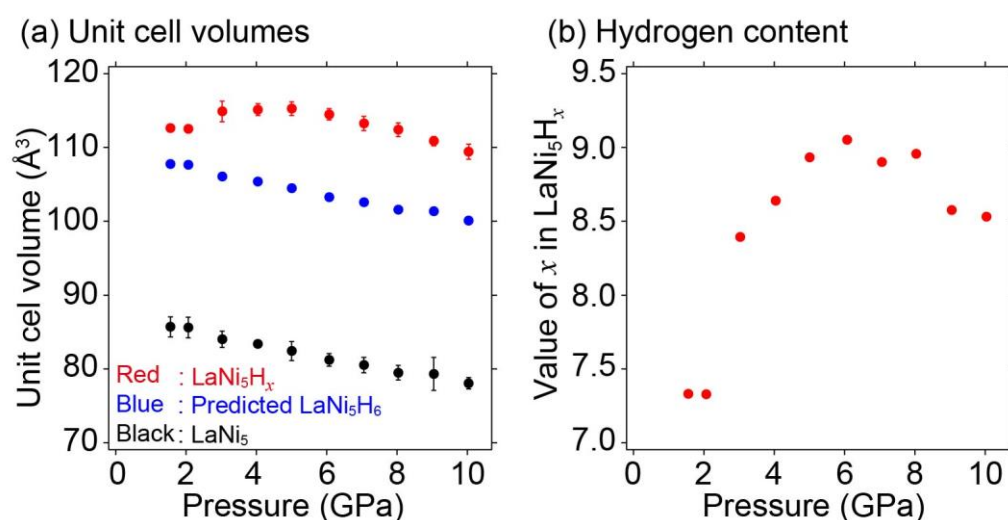 (a) Unit cell volumes
(b) Hydrogen content
120
110
100
90
80
70
Unit cel volume (Å³)
Red : LaNi₅Hₓ
Blue : Predicted LaNi₅H₆
Black : LaNi₅
0 2 4 6 8 10
Pressure (GPa)
9.5
9.0
8.5
8.0
7.5
7.0
Value of x in LaNi₅Hₓ
0 2 4 6 8 10
Pressure (GPa)